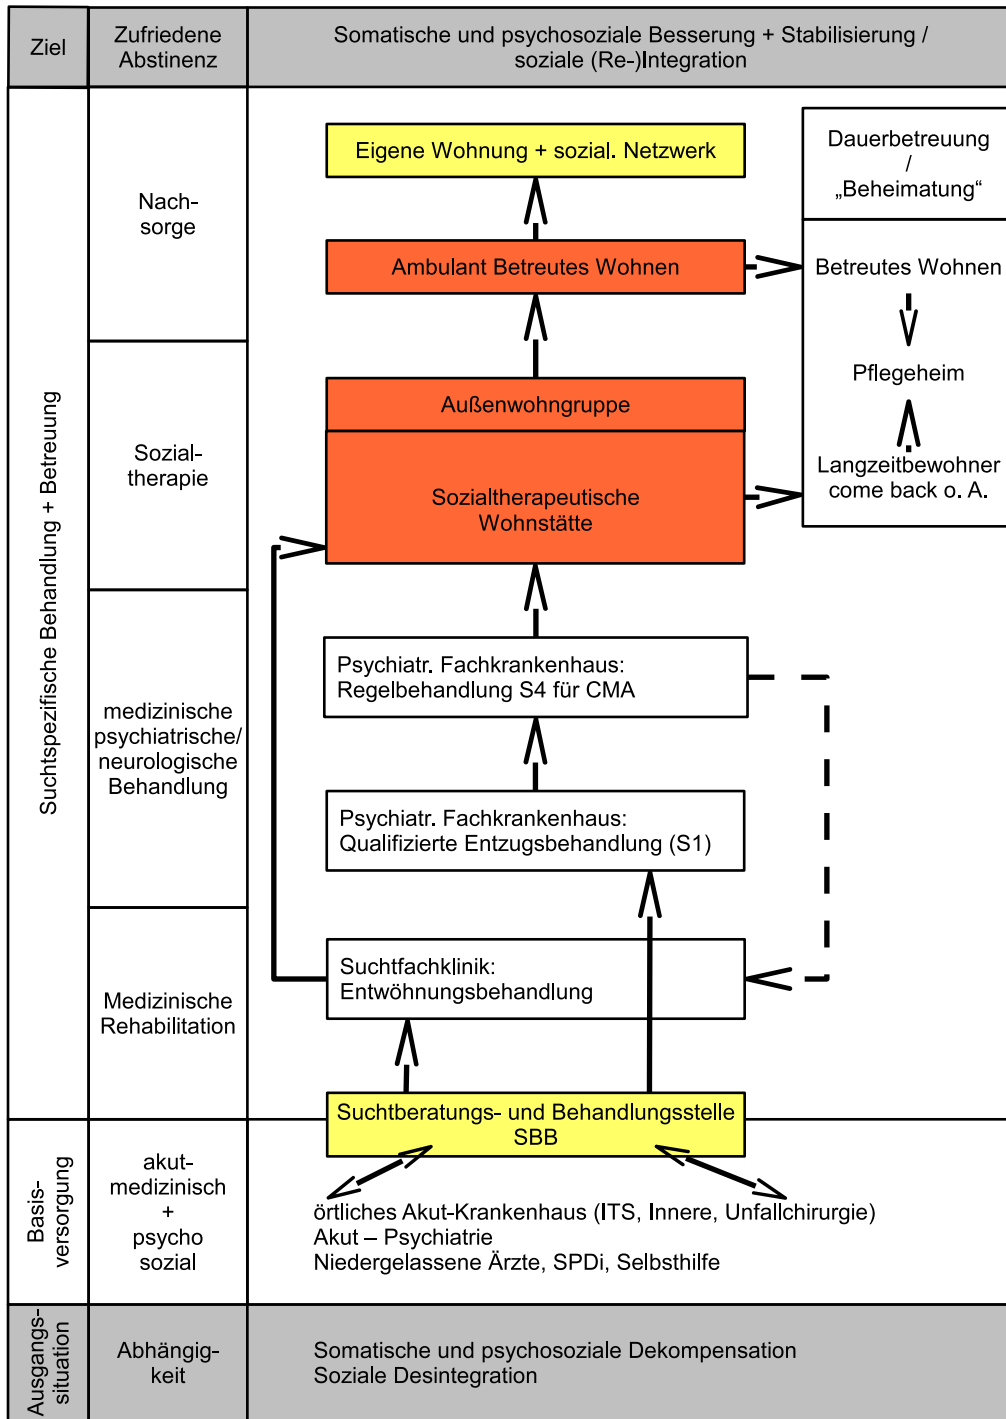 Ziel
Zufriedene
Abstinenz
Somatische und psychosoziale Besserung + Stabilisierung /
soziale (Re-)Integration
Suchtspezifische Behandlung + Betreuung
Nach-
sorge
Eigene Wohnung + sozial. Netzwerk
Ambulant Betreutes Wohnen
Dauerbetreuung
/
„Beheimatung“
Betreutes Wohnen
Pflegeheim
Langzeitbewohner
come back o. A.
Sozial-
therapie
Außenwohngruppe
Sozialtherapeutische
Wohnstätte
medizinische
psychiatrische/
neurologische
Behandlung
Psychiatr. Fachkrankenhaus:
Regelbehandlung S4 für CMA
Psychiatr. Fachkrankenhaus:
Qualifizierte Entzugsbehandlung (S1)
Medizinische
Rehabilitation
Suchtfachklinik:
Entwöhnungsbehandlung
Suchtberatungs- und Behandlungsstelle
SBB
Basis-
versorgung
akut-
medizinisch
+
psycho
sozial
örtliches Akut-Krankenhaus (ITS, Innere, Unfallchirurgie)
Akut – Psychiatrie
Niedergelassene Ärzte, SPDi, Selbsthilfe
Ausgangs-
situation
Abhängig-
keit
Somatische und psychosoziale Dekompensation
Soziale Desintegration